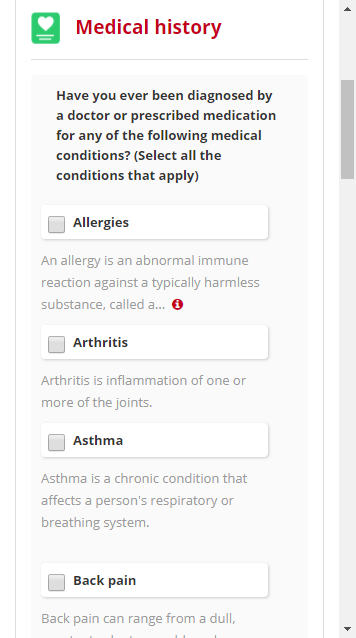 Medical history
Have you ever been diagnosed by
a doctor or prescribed medication
for any of the following medical
conditions? (Select all the
conditions that apply)
Allergies
An allergy is an abnormal immune
reaction against a typically harmless
substance, called a...
Arthritis
Arthritis is inflammation of one or
more of the joints.
Asthma
Asthma is a chronic condition that
affects a person's respiratory or
breathing system.
Back pain
Back pain can range from a dull,